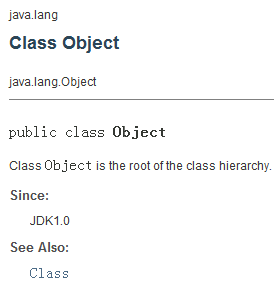 java.lang
Class Object
java.lang.Object
public class Object
Class Object is the root of the class hierarchy.
Since:
JDK1.0
See Also:
Class